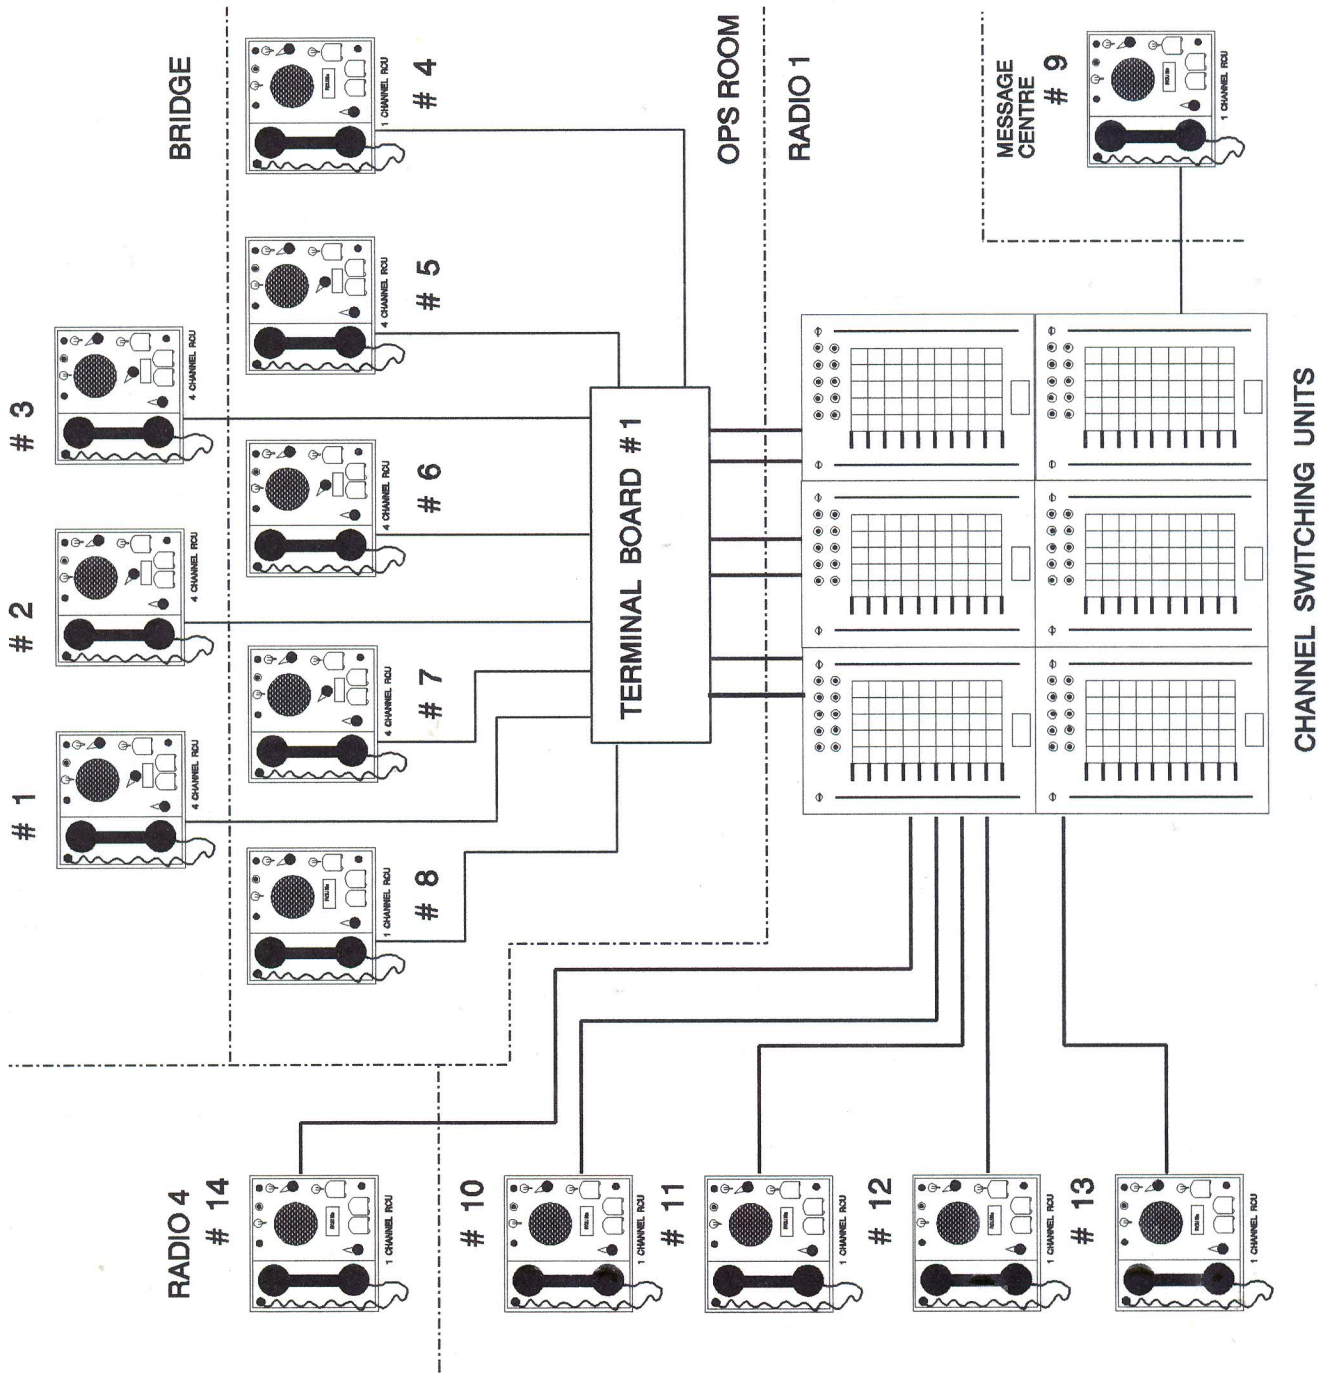 # 1
# 2
# 3
4 CHANNEL RCU
4 CHANNEL RCU
4 CHANNEL RCU
RADIO 4
BRIDGE
# 14
1 CHANNEL RCU
1 CHANNEL RCU
4 CHANNEL RCU
4 CHANNEL RCU
4 CHANNEL RCU
1 CHANNEL RCU
# 8
# 7
# 6
# 5
# 4
# 10
1 CHANNEL RCU
TERMINAL BOARD # 1
# 11
OPS ROOM
RADIO 1
1 CHANNEL RCU
# 12
MESSAGE
CENTRE
# 9
1 CHANNEL RCU
# 13
1 CHANNEL RCU
1 CHANNEL RCU
CHANNEL SWITCHING UNITS